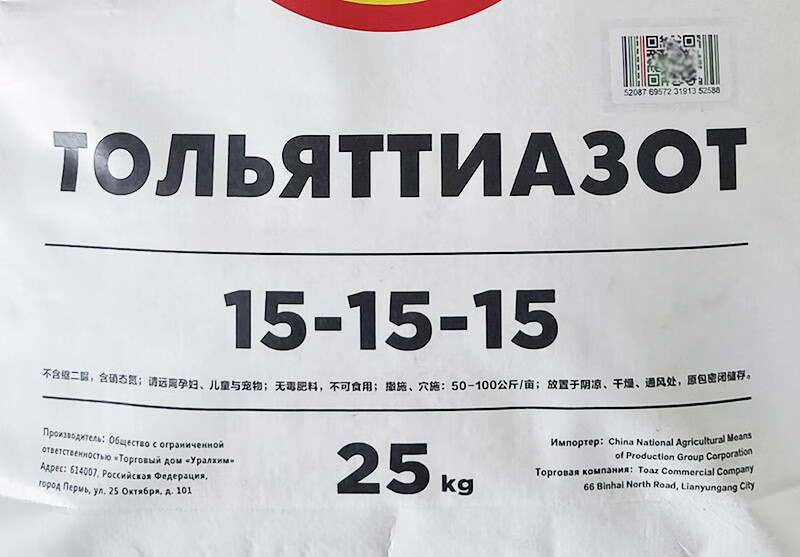 52087 69572 31913 52588
ТОЛЬЯТТИАЗОТ
15-15-15
不含缩二脲，含硝态氮；请远离孕妇、儿童与宠物；无毒肥料，不可食用；撒施、穴施：50-100公斤/亩；放置于阴凉、干燥、通风处，原包密闭储存。
Производитель: Общество с ограниченной
ответственностью «Торговый дом «Уралхим»
Адрес: 614007, Российская Федерация,
город Пермь, ул. 25 Октября, д. 101
25 kg
Импортер: China National Agricultural Means
of Production Group Corporation
Торговая компания: Toaz Commercial Company
66 Binhai North Road, Lianyungang City